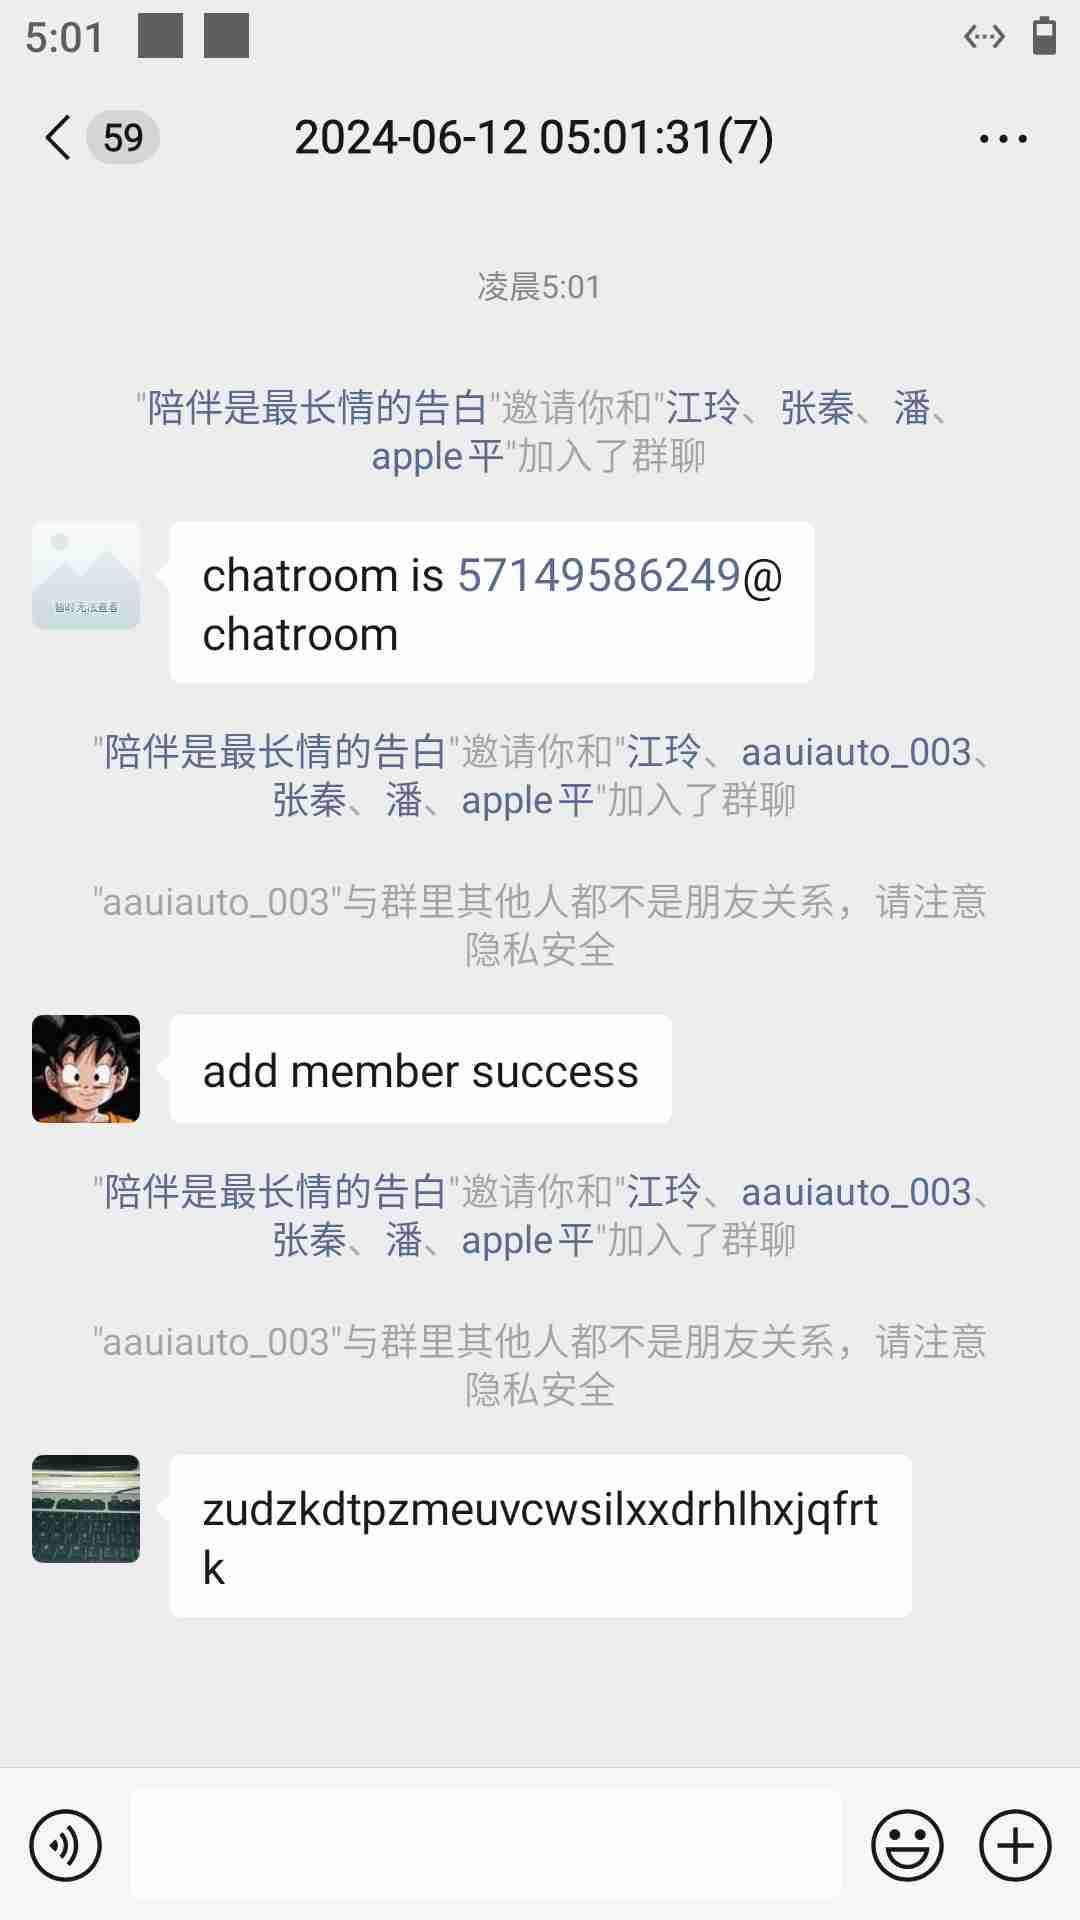 5:01
59
2024-06-12 05:01:31(7)
凌晨5:01
"陪伴是最长情的告白"邀请你和"江玲、张秦、潘、
apple平"加入了群聊
暂时无法查看
chatroom is 57149586249@
chatroom
"陪伴是最长情的告白"邀请你和"江玲、aauiauto_003、
张秦、潘、apple平"加入了群聊
"aauiauto_003"与群里其他人都不是朋友关系，请注意
隐私安全
add member success
"陪伴是最长情的告白"邀请你和"江玲、aauiauto_003、
张秦、潘、apple平"加入了群聊
"aauiauto_003"与群里其他人都不是朋友关系，请注意
隐私安全
zudzkdtpzmeuvcwsilxxdrhlhxjqfrt
k